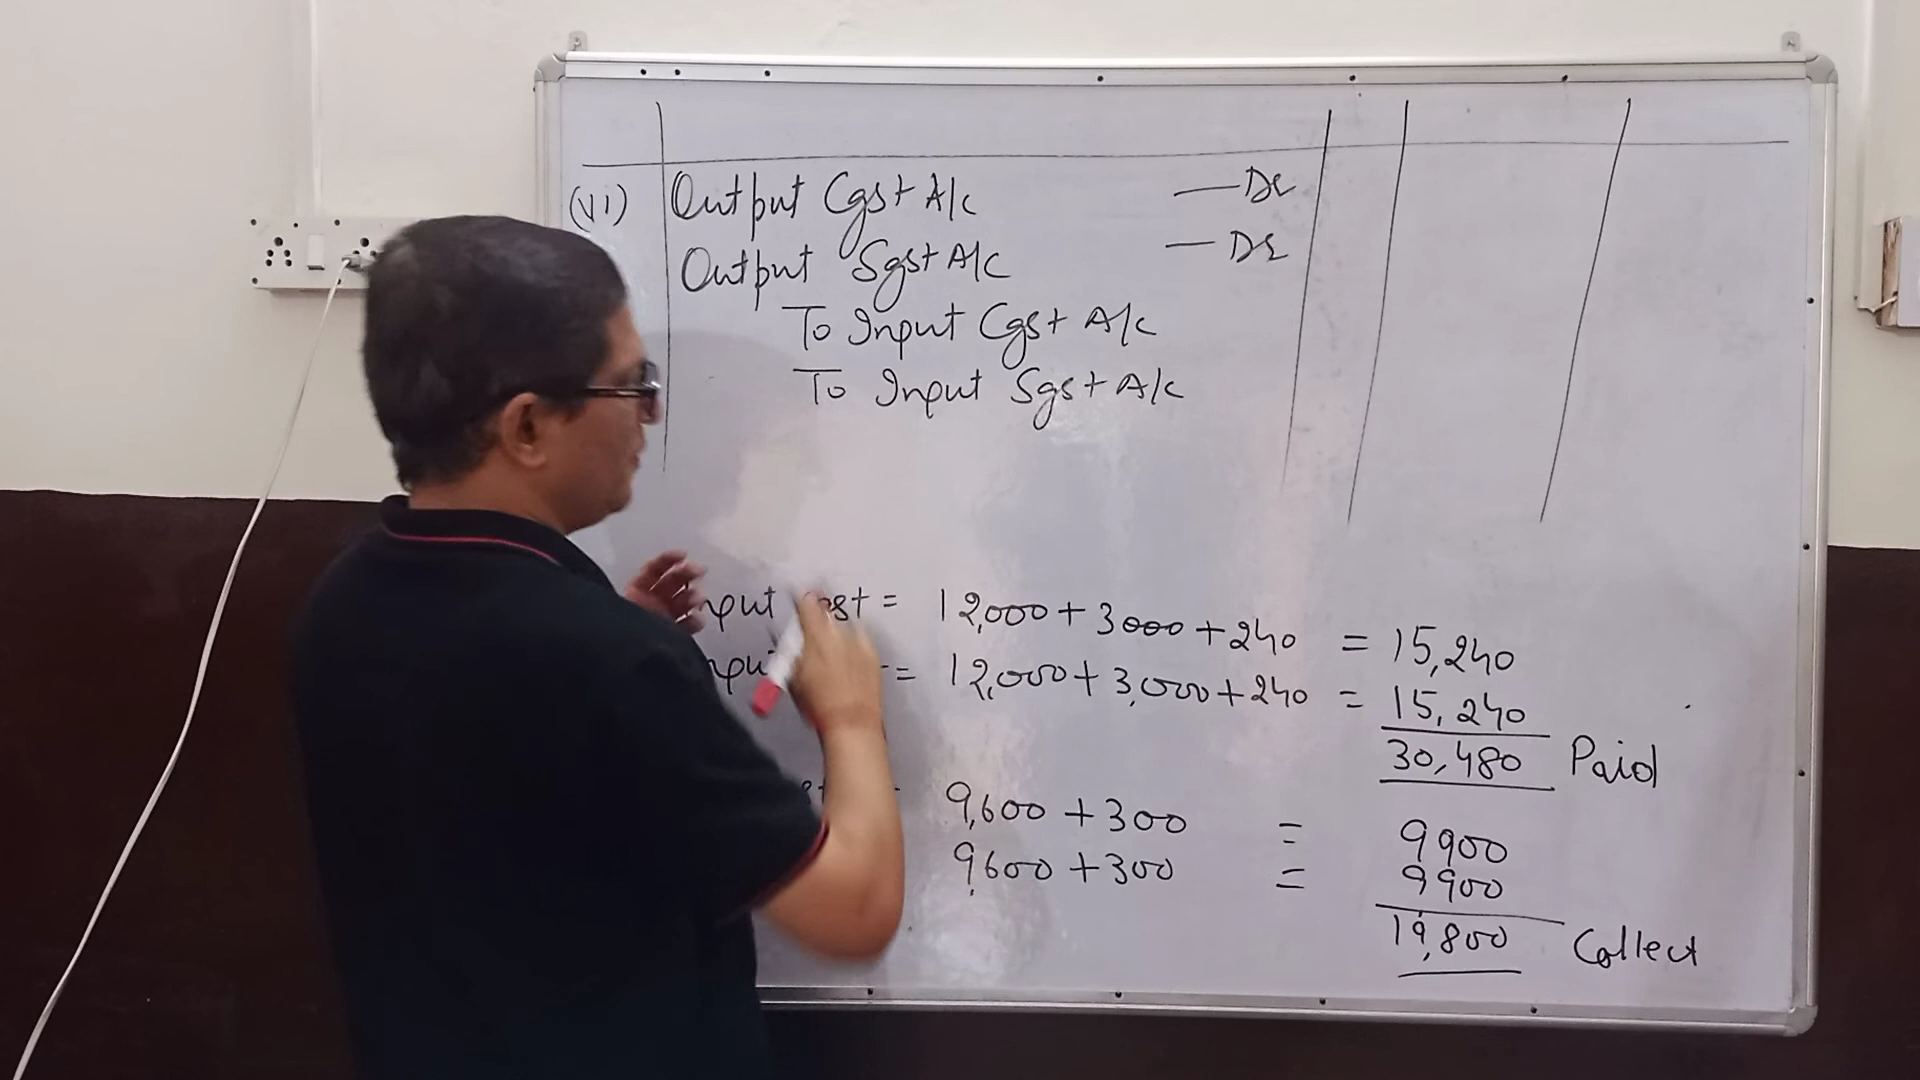 (VI) Output Cgst A/c — Dr
Output Sgst A/c — Dr
To Input Cgst A/c
To Input Sgst A/c
= 12,000 + 3000 + 240 = 15,240
= 12,000 + 3,000 + 240 = 15,240
30,480 Paid
9,600 + 300 = 9900
9,600 + 300 = 9900
19,800 Collect